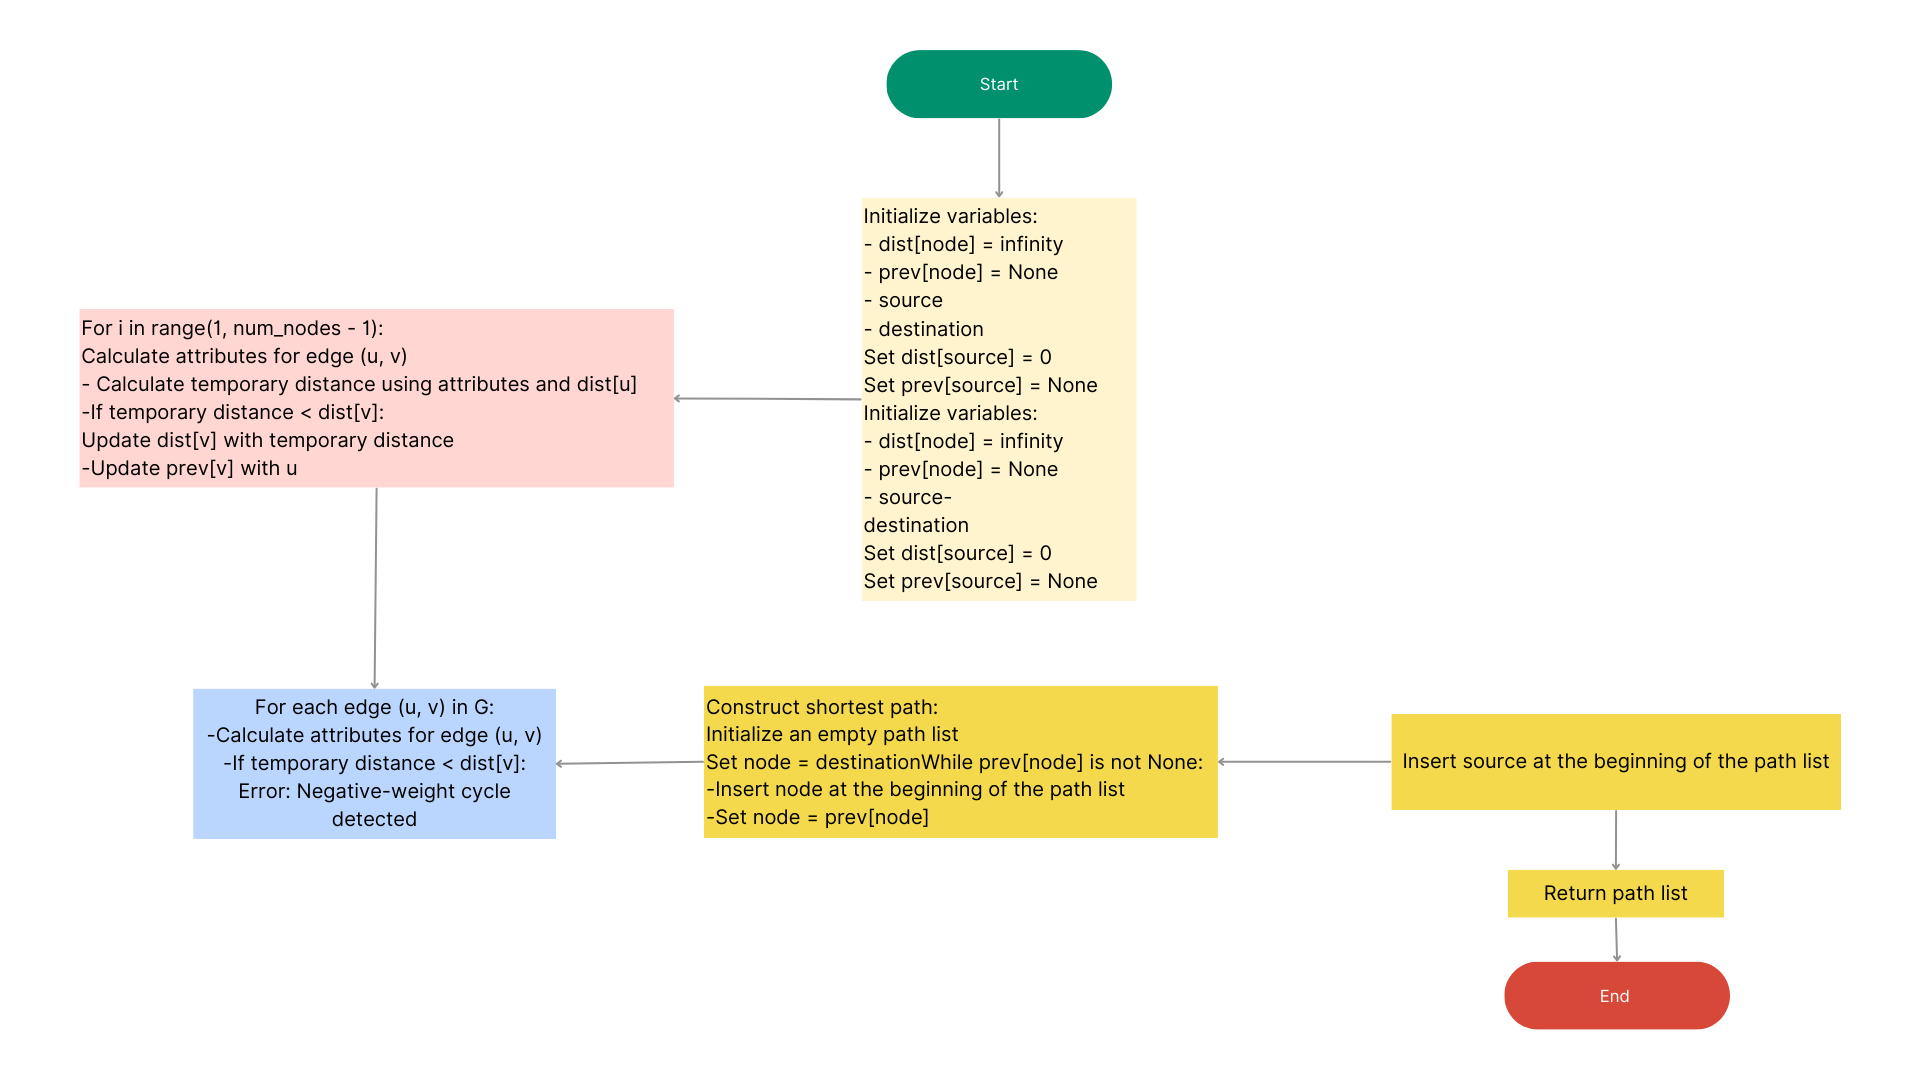 Start
Initialize variables:
- dist[node] = infinity
- prev[node] = None
- source
- destination
Set dist[source] = 0
Set prev[source] = None
Initialize variables:
- dist[node] = infinity
- prev[node] = None
- source-
destination
Set dist[source] = 0
Set prev[source] = None
For i in range(1, num_nodes - 1):
Calculate attributes for edge (u, v)
- Calculate temporary distance using attributes and dist[u]
-If temporary distance < dist[v]:
Update dist[v] with temporary distance
-Update prev[v] with u
For each edge (u, v) in G:
-Calculate attributes for edge (u, v)
-If temporary distance < dist[v]:
Error: Negative-weight cycle
detected
Construct shortest path:
Initialize an empty path list
Set node = destinationWhile prev[node] is not None:
-Insert node at the beginning of the path list
-Set node = prev[node]
Insert source at the beginning of the path list
Return path list
End